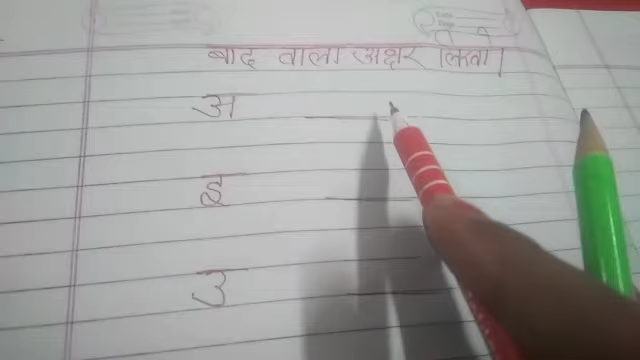 बाद वाला अक्षर लिखो।
अ
इ
उ